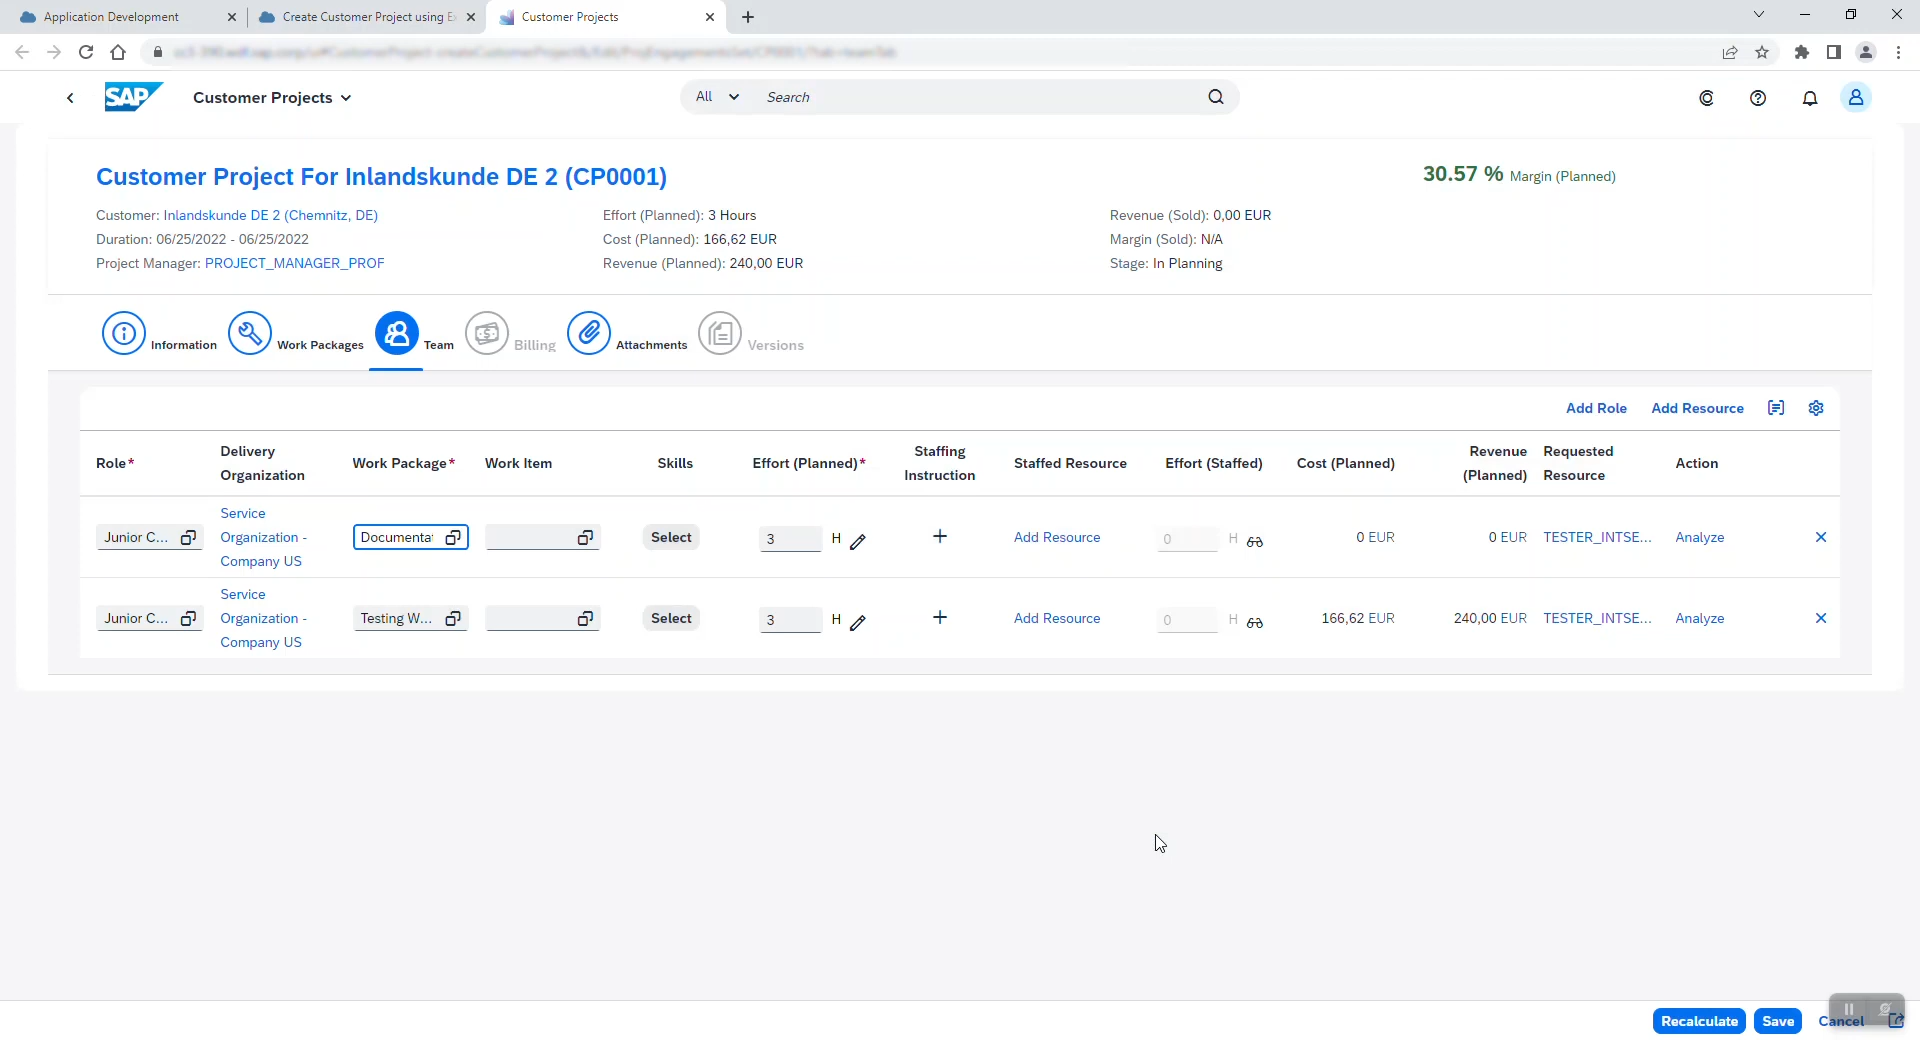 Application Development
Create Customer Project using E
Customer Projects
SAP
Customer Projects
All
Search
Customer Project For Inlandskunde DE 2 (CP0001)
30.57 % Margin (Planned)
Customer: Inlandskunde DE 2 (Chemnitz, DE)
Effort (Planned): 3 Hours
Revenue (Sold): 0,00 EUR
Duration: 06/25/2022 - 06/25/2022
Cost (Planned): 166,62 EUR
Margin (Sold): N/A
Project Manager: PROJECT_MANAGER_PROF
Revenue (Planned): 240,00 EUR
Stage: In Planning
Information
Work Packages
Team
Billing
Attachments
Versions
Add Role
Add Resource
Role*
Delivery
Organization
Work Package*
Work Item
Skills
Effort (Planned)*
Staffing
Instruction
Staffed Resource
Effort (Staffed)
Cost (Planned)
Revenue
(Planned)
Requested
Resource
Action
Junior C...
Service
Organization -
Company US
Documentat
Select
3 H
Add Resource
0 H
0 EUR
0 EUR
TESTER_INTSE...
Analyze
Junior C...
Service
Organization -
Company US
Testing W...
Select
3 H
Add Resource
0 H
166,62 EUR
240,00 EUR
TESTER_INTSE...
Analyze
Recalculate
Save
Cancel